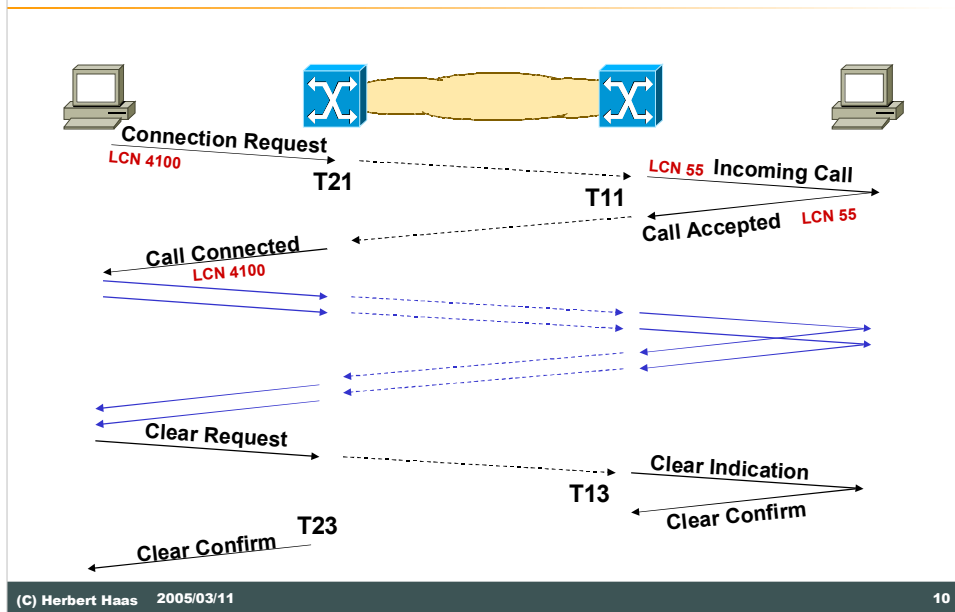 Connection Request
LCN 4100
T21
LCN 55 Incoming Call
T11
LCN 55
Call Accepted
Call Connected
LCN 4100
Clear Request
Clear Indication
T13
Clear Confirm
T23
Clear Confirm
(C) Herbert Haas 2005/03/11 10